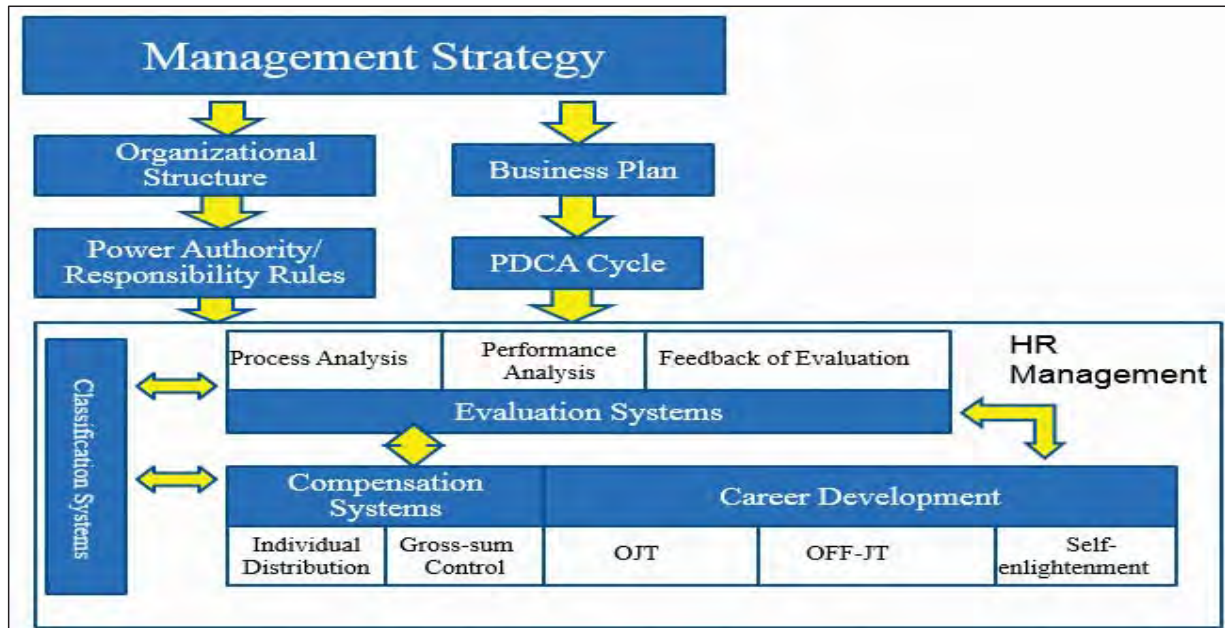 Management Strategy
Organizational
Structure
Business Plan
Power Authority/
Responsibility Rules
PDCA Cycle
HR
Management
Classification Systems
Process Analysis
Performance
Analysis
Feedback of Evaluation
Evaluation Systems
Compensation
Systems
Career Development
Individual
Distribution
Gross-sum
Control
OJT
OFF-JT
Self-
enlightenment